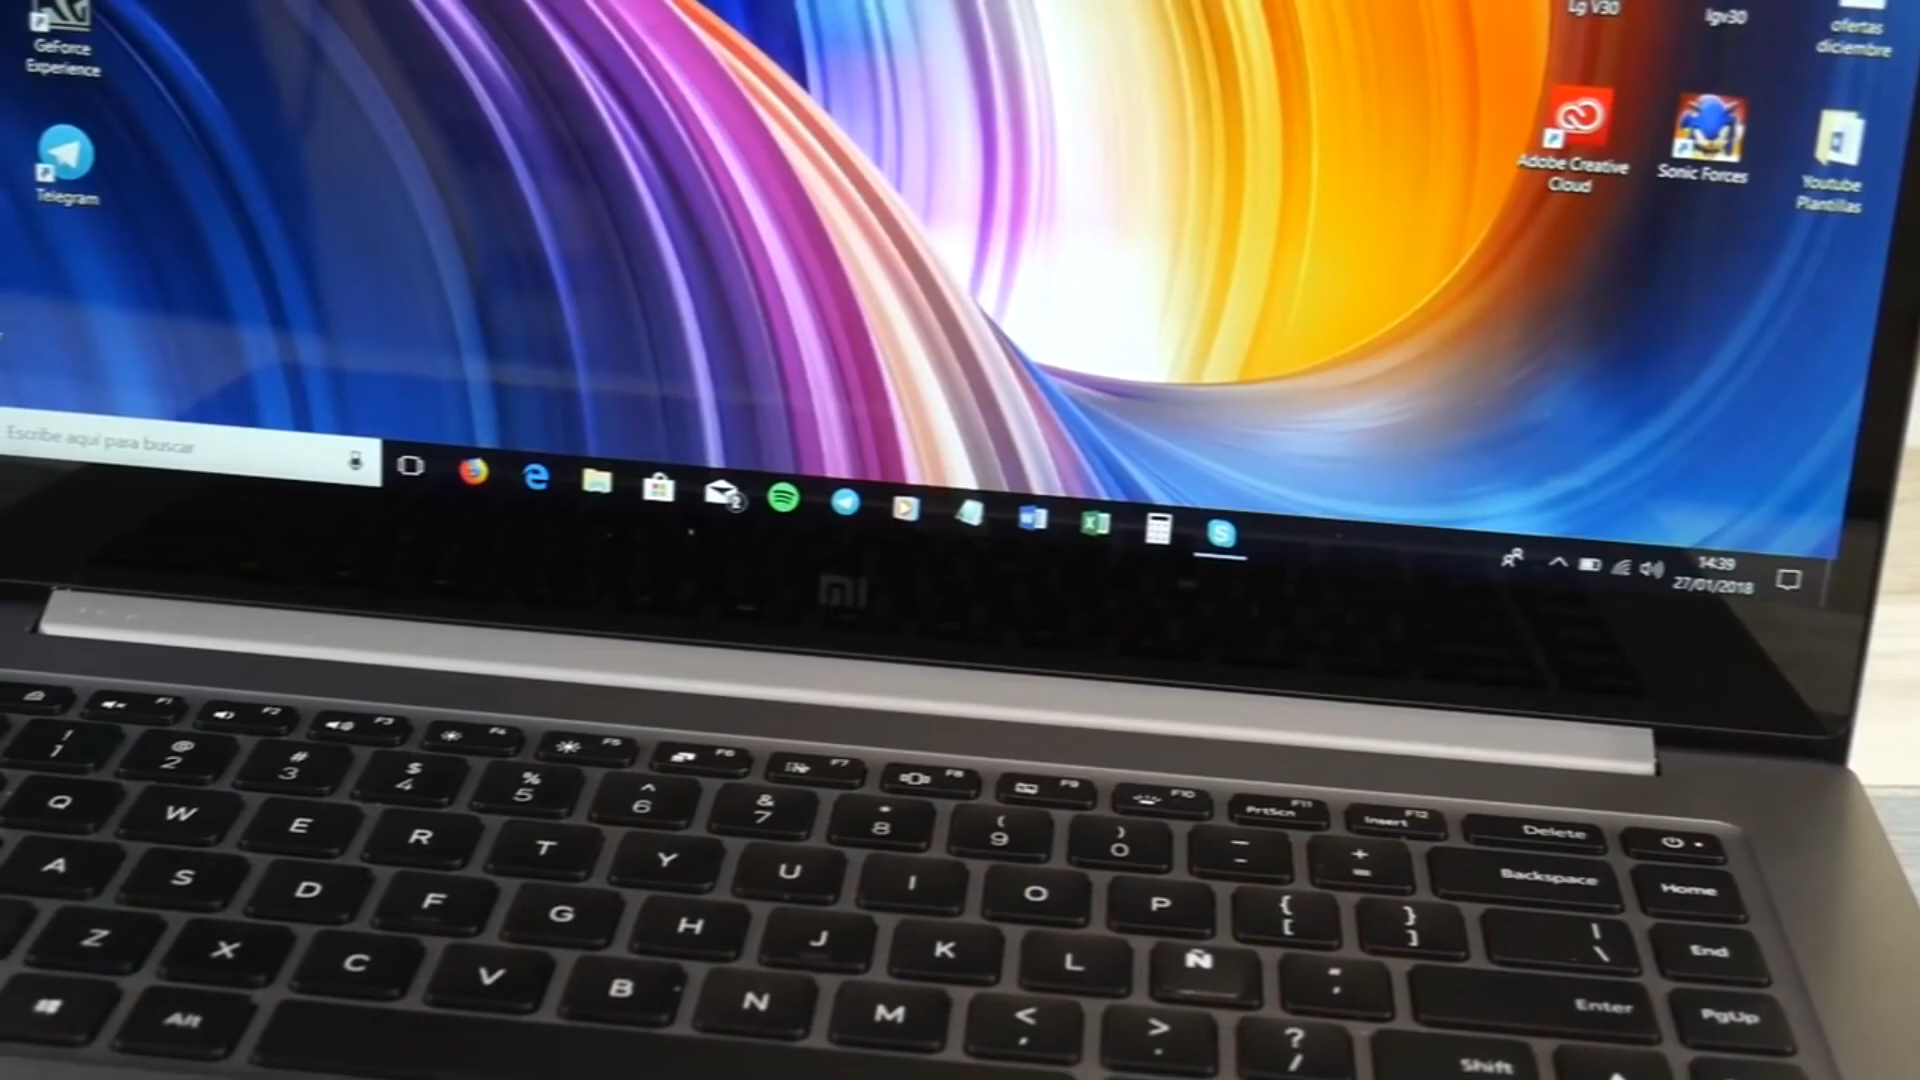 GeForce
Experience
Telegram
Lg V30
lgv30
ofertas
diciembre
Adobe Creative
Cloud
Sonic Forces
Youtube
Plantillas
Escribe aquí para buscar
2
14:39
27/01/2018
mi
F1 F2 F3 F4 F5 F6 F7 F8 F9 F10 PrtScn F11 Insert F12 Delete
! 1 @ 2 # 3 $ 4 % 5 ^ 6 & 7 * 8 ( 9 ) 0 _ - + = Backspace Home
Q W E R T Y U I O P { [ } ] | \ End
A S D F G H J K L Ñ " ' Enter PgUp
Z X C V B N M < , > . ? / Shift
Alt